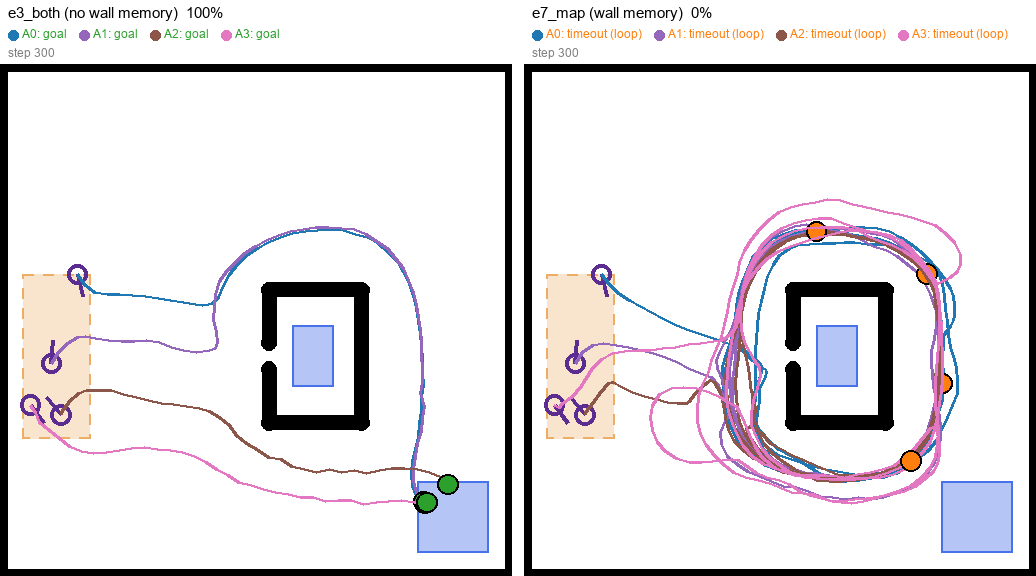 e3_both (no wall memory)  100%
A0: goal A1: goal A2: goal A3: goal
step 300
e7_map (wall memory)  0%
A0: timeout (loop) A1: timeout (loop) A2: timeout (loop) A3: timeout (loop)
step 300